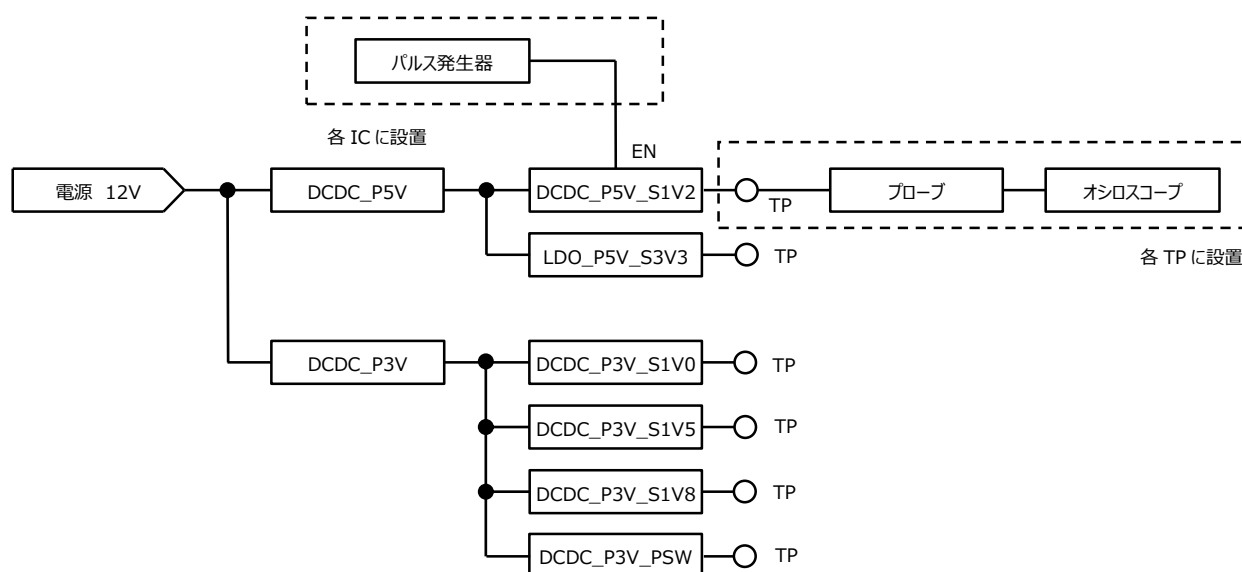 パルス発生器
各 IC に設置
EN
電源 12V
DCDC_P5V
DCDC_P5V_S1V2
TP
プローブ
オシロスコープ
LDO_P5V_S3V3
TP
各 TP に設置
DCDC_P3V
DCDC_P3V_S1V0
TP
DCDC_P3V_S1V5
TP
DCDC_P3V_S1V8
TP
DCDC_P3V_PSW
TP